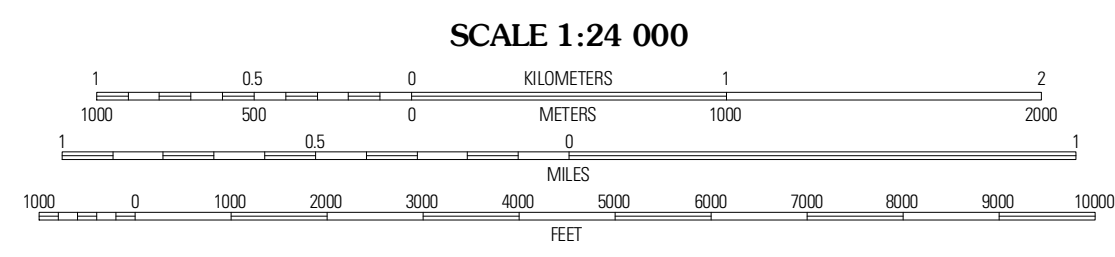 SCALE 1:24 000
1 0.5 0 KILOMETERS 1 2
1000 500 0 METERS 1000 2000
1 0.5 0 1
MILES
1000 0 1000 2000 3000 4000 5000 6000 7000 8000 9000 10000
FEET